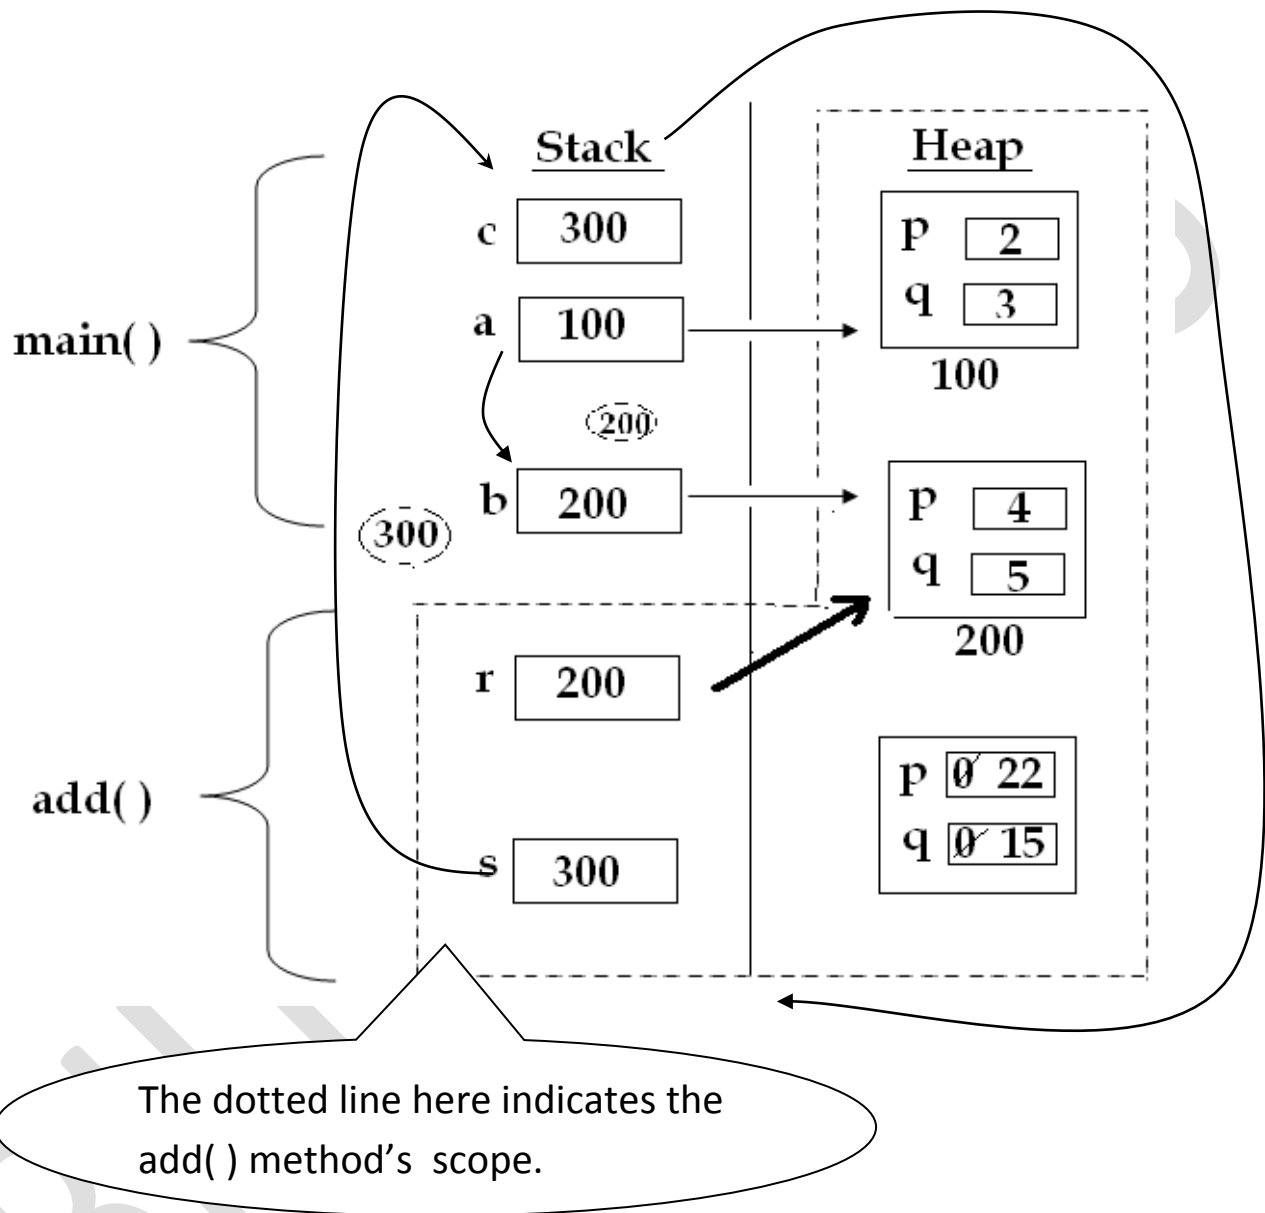 Stack Heap
c 300
p 2
q 3
100
main( )
a 100
200
b 200
300
p 4
q 5
200
r 200
add( )
s 300
p 0 22
q 0 15
The dotted line here indicates the
add( ) method’s scope.